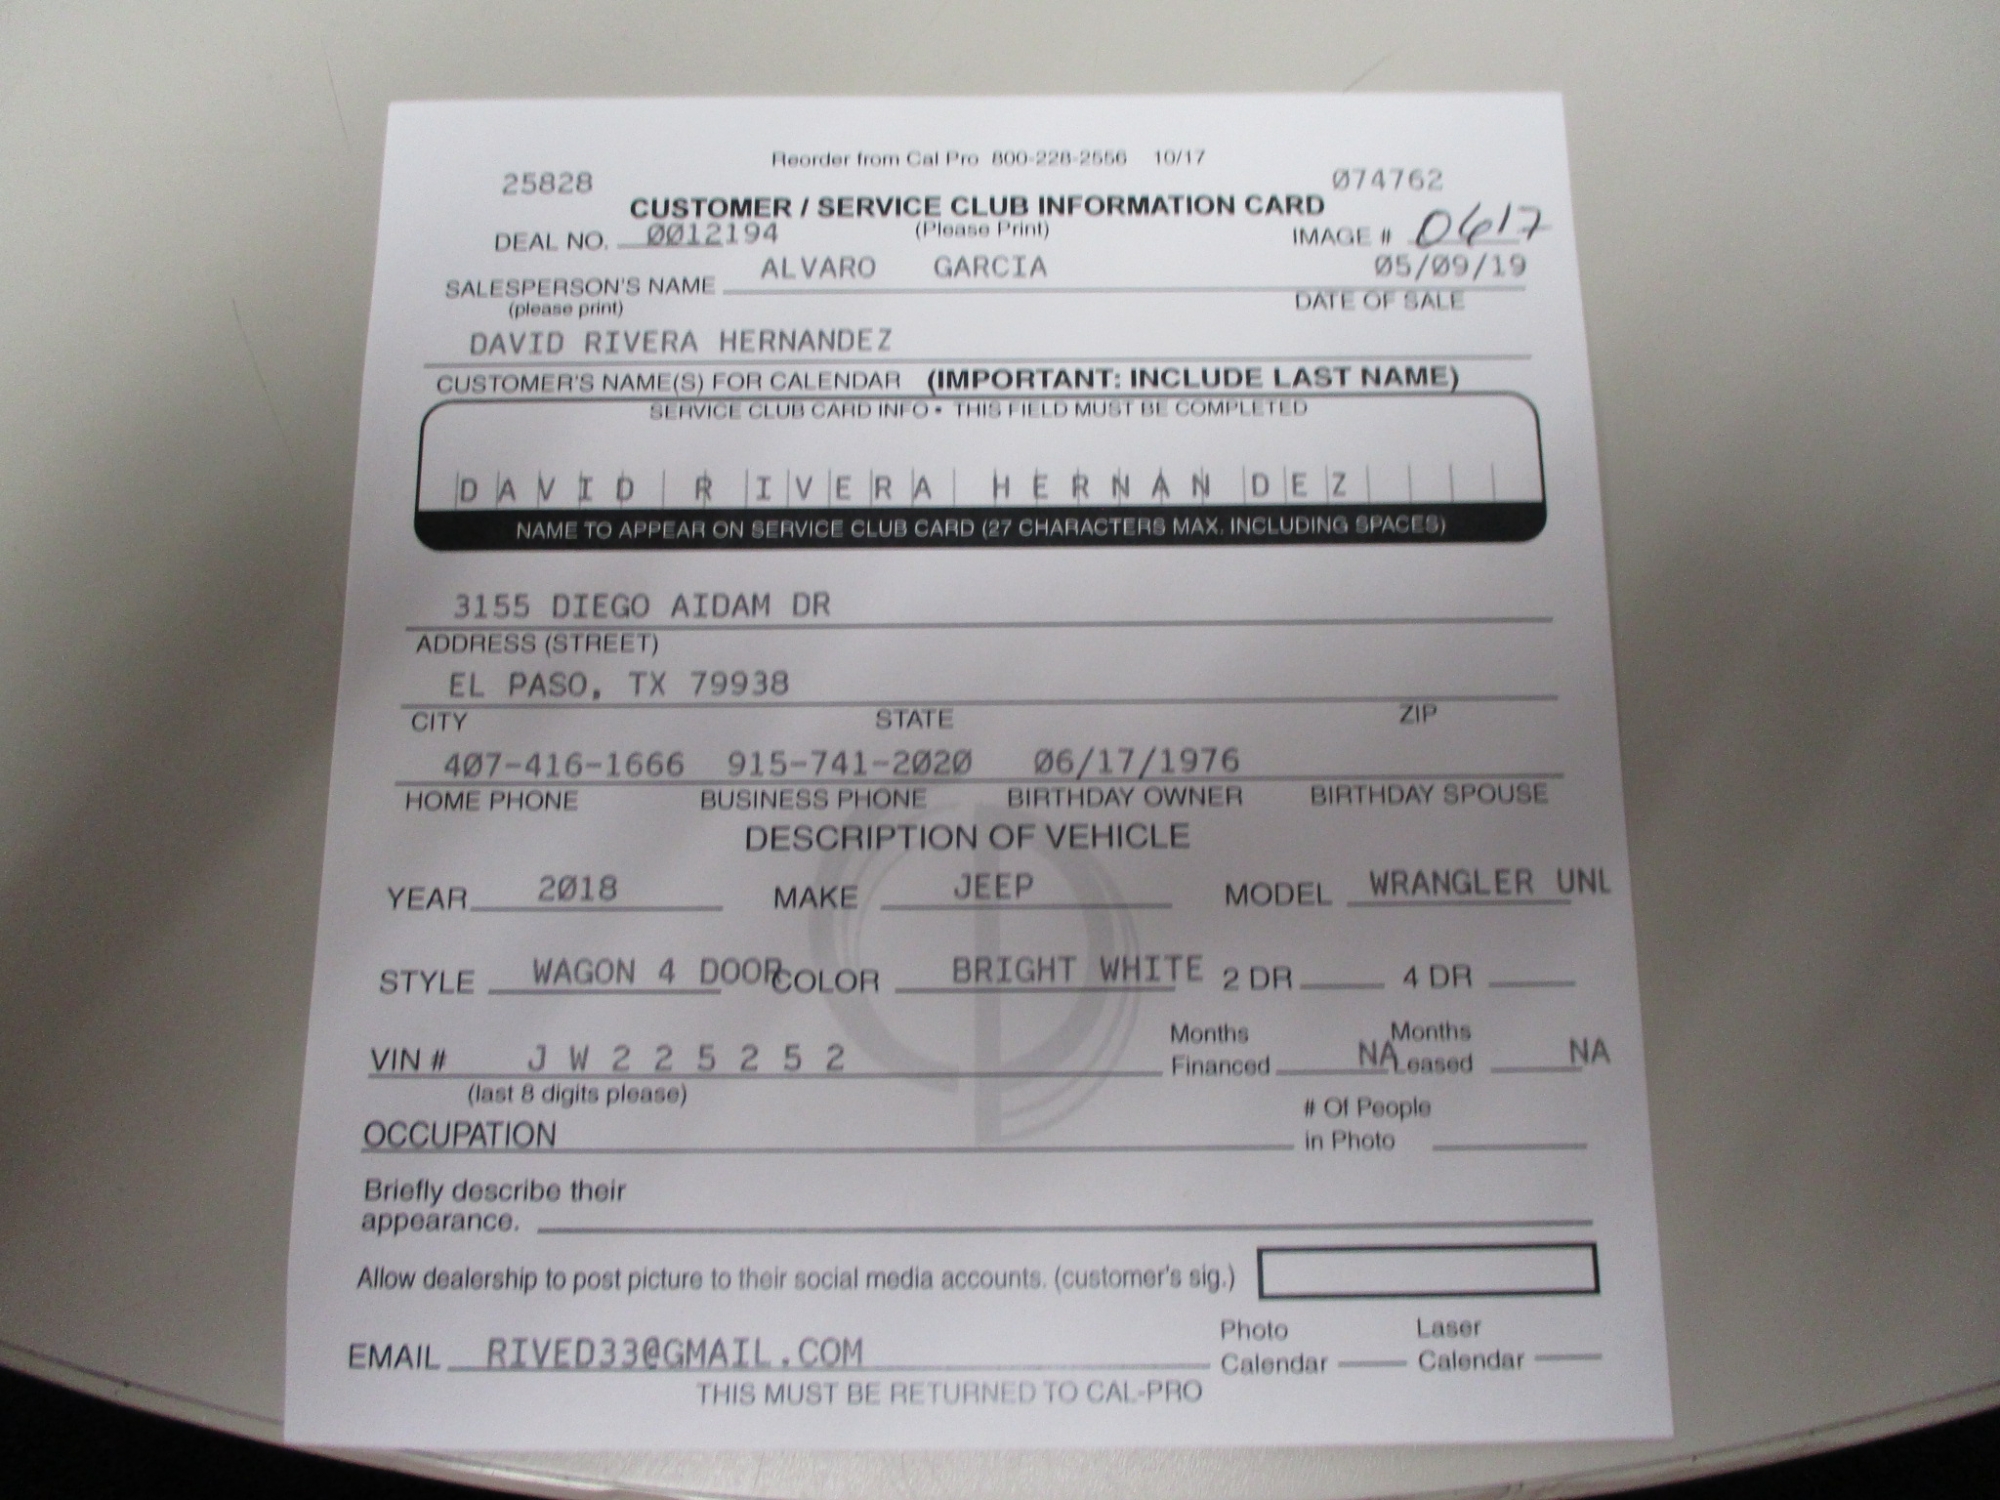 Reorder from Cal Pro 800-228-2556 10/17
25828 Ø74762
CUSTOMER / SERVICE CLUB INFORMATION CARD
DEAL NO. ØØ12194 (Please Print) IMAGE # 0617
SALESPERSON'S NAME ALVARO GARCIA Ø5/Ø9/19
(please print) DATE OF SALE
DAVID RIVERA HERNANDEZ
CUSTOMER'S NAME(S) FOR CALENDAR (IMPORTANT: INCLUDE LAST NAME)
SERVICE CLUB CARD INFO • THIS FIELD MUST BE COMPLETED
DAVID RIVERA HERNANDEZ
NAME TO APPEAR ON SERVICE CLUB CARD (27 CHARACTERS MAX. INCLUDING SPACES)
3155 DIEGO AIDAM DR
ADDRESS (STREET)
EL PASO, TX 79938
CITY STATE ZIP
4Ø7-416-1666 915-741-2Ø2Ø Ø6/17/1976
HOME PHONE BUSINESS PHONE BIRTHDAY OWNER BIRTHDAY SPOUSE
DESCRIPTION OF VEHICLE
YEAR 2Ø18 MAKE JEEP MODEL WRANGLER UNL
STYLE WAGON 4 DOOR COLOR BRIGHT WHITE 2 DR 4 DR
VIN # J W 2 2 5 2 5 2 Months Financed NA Months Leased NA
(last 8 digits please)
OCCUPATION # Of People in Photo
Briefly describe their
appearance.
Allow dealership to post picture to their social media accounts. (customer's sig.)
EMAIL RIVED33@GMAIL.COM Photo Calendar Laser Calendar
THIS MUST BE RETURNED TO CAL-PRO